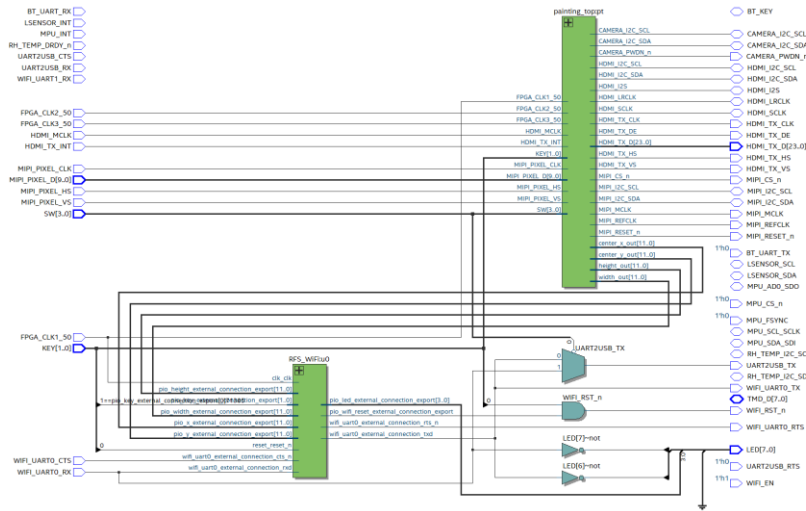 BT_UART_RX
LSENSOR_INT
MPU_INT
RH_TEMP_DRDY_n
UART2USB_CTS
UART2USB_RX
WIFI_UART1_RX
FPGA_CLK2_50
FPGA_CLK3_50
HDMI_MCLK
HDMI_TX_INT
MIPI_PIXEL_CLK
MIPI_PIXEL_D[9..0]
MIPI_PIXEL_HS
MIPI_PIXEL_VS
SW[3..0]
FPGA_CLK1_50
KEY[1..0]
WIFI_UART0_CTS
WIFI_UART0_RX
painting_top:pt
FPGA_CLK1_50
FPGA_CLK2_50
FPGA_CLK3_50
HDMI_MCLK
HDMI_TX_INT
KEY[1..0]
MIPI_PIXEL_CLK
MIPI_PIXEL_D[9..0]
MIPI_PIXEL_HS
MIPI_PIXEL_VS
SW[3..0]
CAMERA_I2C_SCL
CAMERA_I2C_SDA
CAMERA_PWDN_n
HDMI_I2C_SCL
HDMI_I2C_SDA
HDMI_I2S
HDMI_LRCLK
HDMI_SCLK
HDMI_TX_CLK
HDMI_TX_DE
HDMI_TX_D[23..0]
HDMI_TX_HS
HDMI_TX_VS
MIPI_CS_n
MIPI_I2C_SCL
MIPI_I2C_SDA
MIPI_MCLK
MIPI_REFCLK
MIPI_RESET_n
center_x_out[11..0]
center_y_out[11..0]
height_out[11..0]
width_out[11..0]
RFS_WIFI:u0
clk_clk
pio_height_external_connection_export[11..0]
pio_width_external_connection_export[11..0]
pio_x_external_connection_export[11..0]
pio_y_external_connection_export[11..0]
reset_reset_n
0
wifi_uart0_external_connection_cts_n
wifi_uart0_external_connection_rxd
pio_led_external_connection_export[3..0]
pio_wifi_reset_external_connection_export
wifi_uart0_external_connection_rts_n
wifi_uart0_external_connection_txd
0
UART2USB_TX
0
1
WIFI_RST_n
0
LED[7]~not
LED[6]~not
BT_KEY
CAMERA_I2C_SCL
CAMERA_I2C_SDA
CAMERA_PWDN_n
HDMI_I2C_SCL
HDMI_I2C_SDA
HDMI_I2S
HDMI_LRCLK
HDMI_SCLK
HDMI_TX_CLK
HDMI_TX_DE
HDMI_TX_D[23..0]
HDMI_TX_HS
HDMI_TX_VS
MIPI_CS_n
MIPI_I2C_SCL
MIPI_I2C_SDA
MIPI_MCLK
MIPI_REFCLK
MIPI_RESET_n
1'h0 BT_UART_TX
LSENSOR_SCL
LSENSOR_SDA
MPU_AD0_SDO
1'h0 MPU_CS_n
1'h0 MPU_FSYNC
MPU_SCL_SCLK
MPU_SDA_SDI
RH_TEMP_I2C_SC
UART2USB_TX
RH_TEMP_I2C_SD
WIFI_UART0_TX
TMD_D[7..0]
WIFI_RST_n
WIFI_UART0_RTS
LED[7..0]
1'h0 UART2USB_RTS
1'h1 WIFI_EN